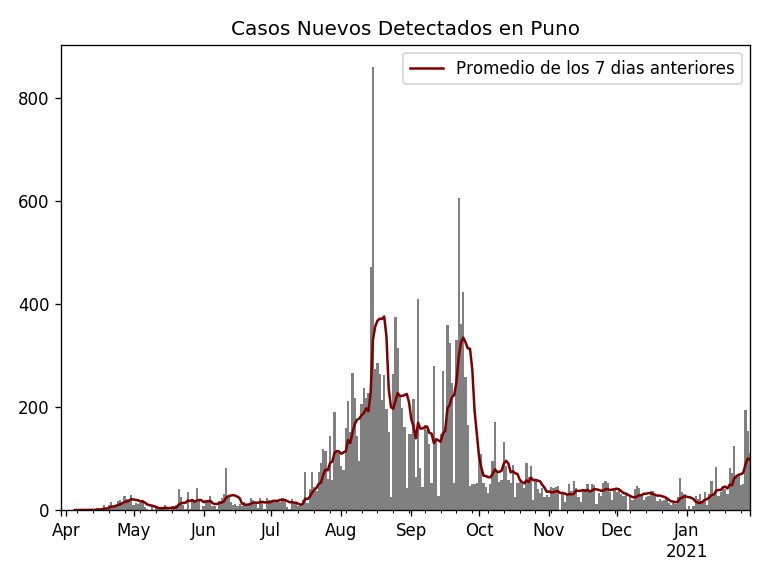 Casos Nuevos Detectados en Puno
Promedio de los 7 dias anteriores
800
600
400
200
0
Apr May Jun Jul Aug Sep Oct Nov Dec Jan
2021